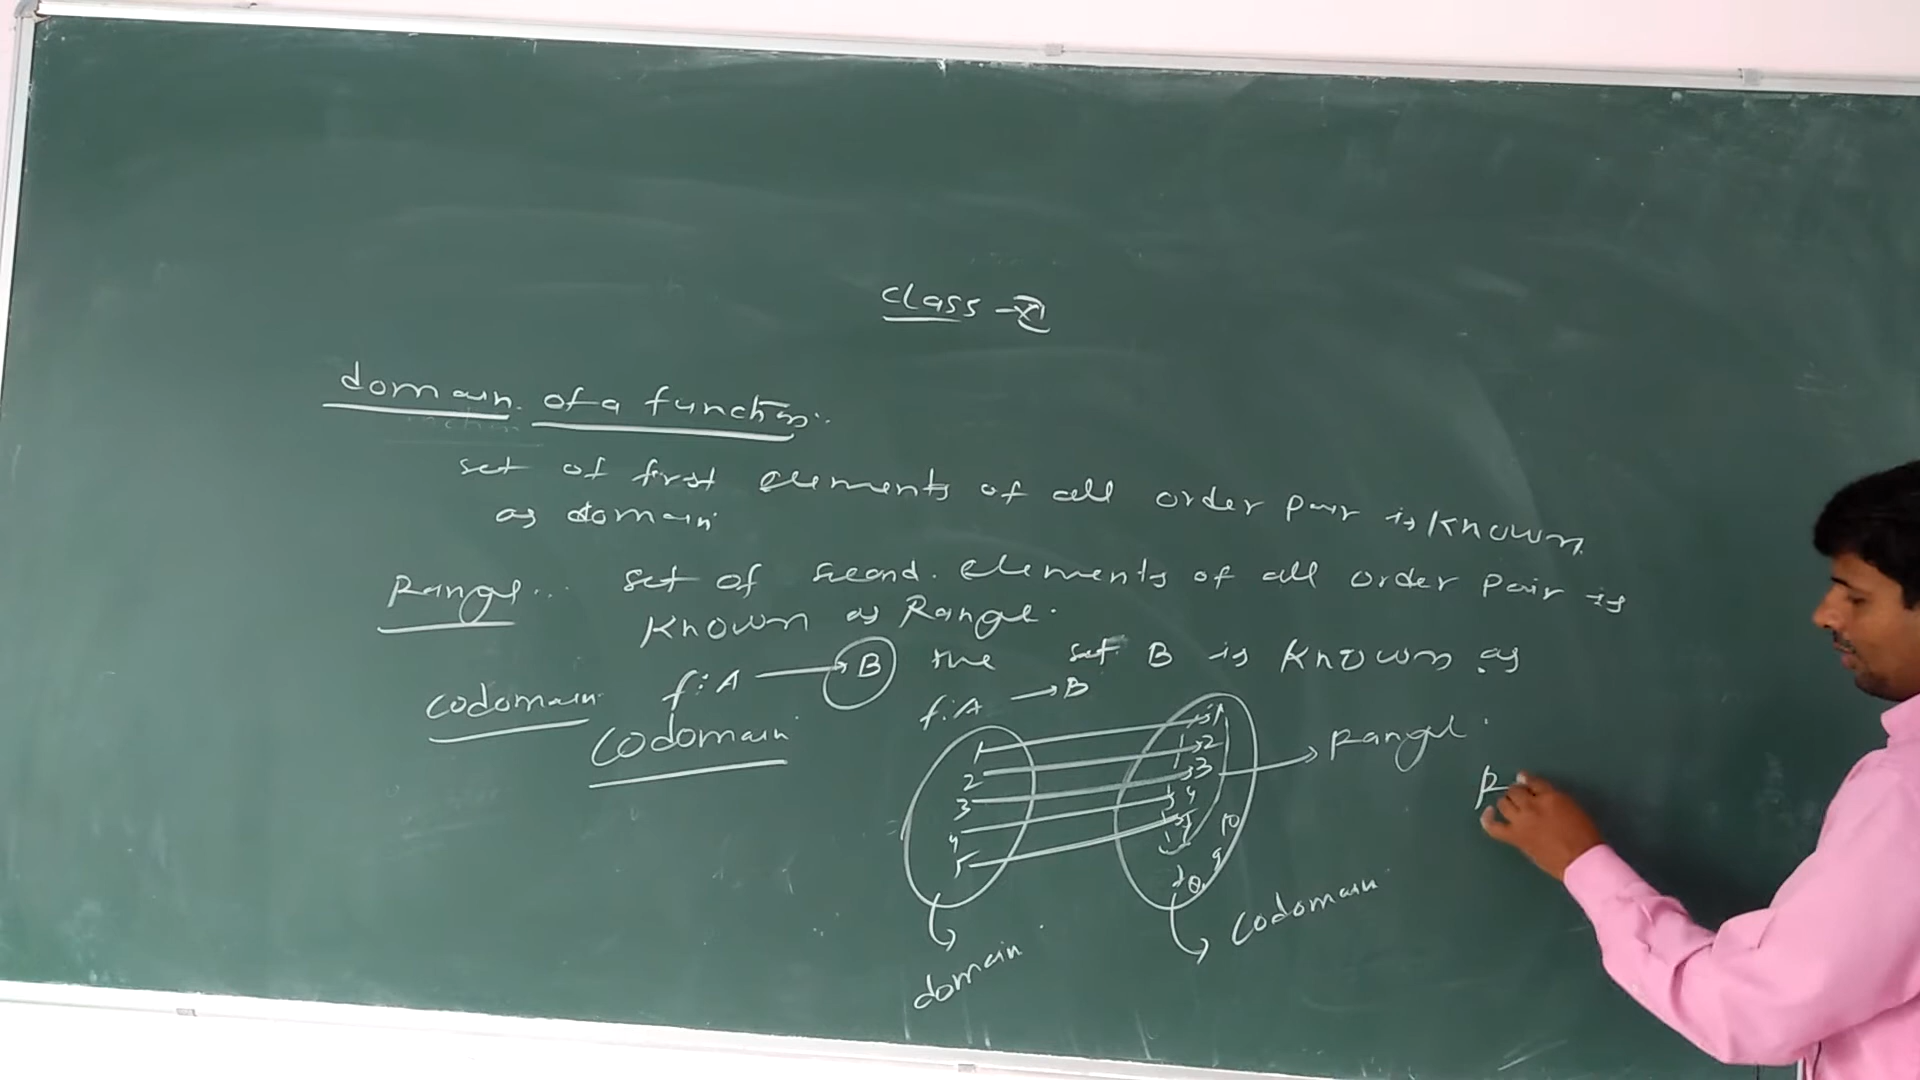 class - XI
domain of a function..
set of first elements of all order pair is known
as domain
Range... set of second. elements of all order pair is
known as Range.
codomain f: A → B the set B is known as
codomain
f: A → B
1
2
3
4
5
1
2
3
4
5
10
9
Range.
R
domain
codomain